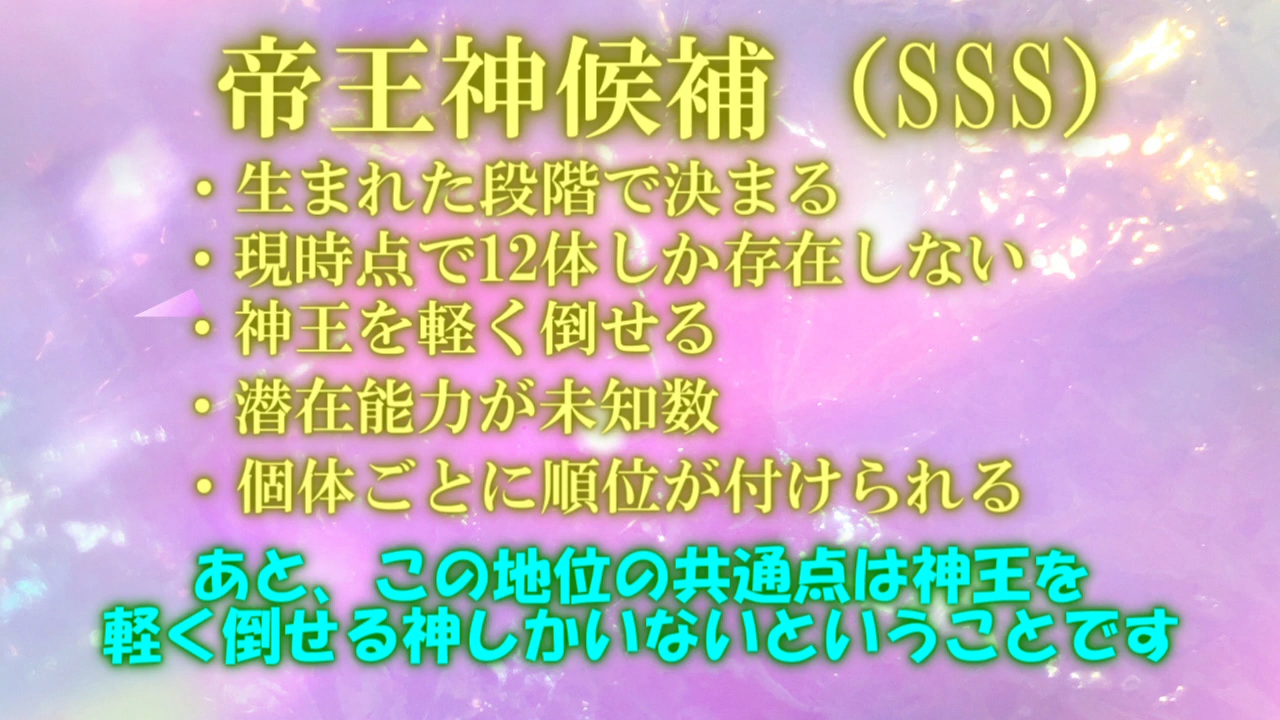 帝王神候補（SSS）
・生まれた段階で決まる
・現時点で12体しか存在しない
・神王を軽く倒せる
・潜在能力が未知数
・個体ごとに順位が付けられる
あと、この地位の共通点は神王を
軽く倒せる神しかいないということです